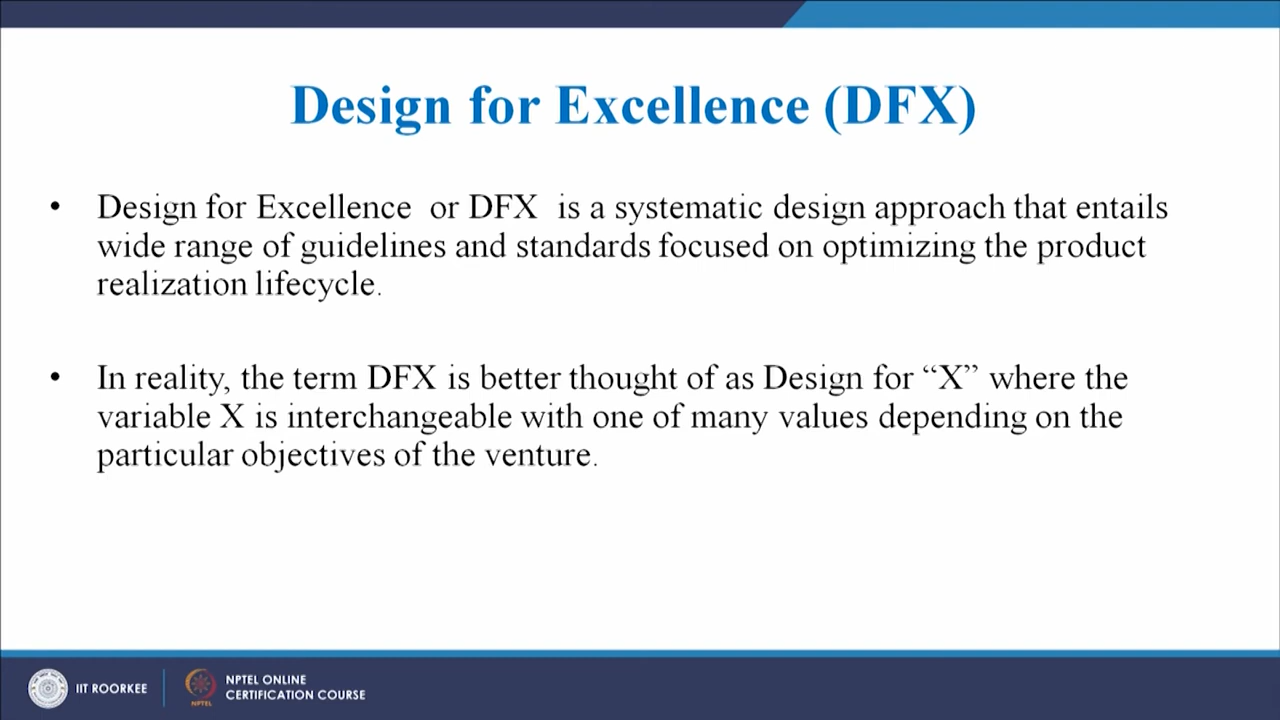 Design for Excellence (DFX)
• Design for Excellence or DFX is a systematic design approach that entails
wide range of guidelines and standards focused on optimizing the product
realization lifecycle.
• In reality, the term DFX is better thought of as Design for “X” where the
variable X is interchangeable with one of many values depending on the
particular objectives of the venture.
IIT ROORKEE
NPTEL
NPTEL ONLINE
CERTIFICATION COURSE